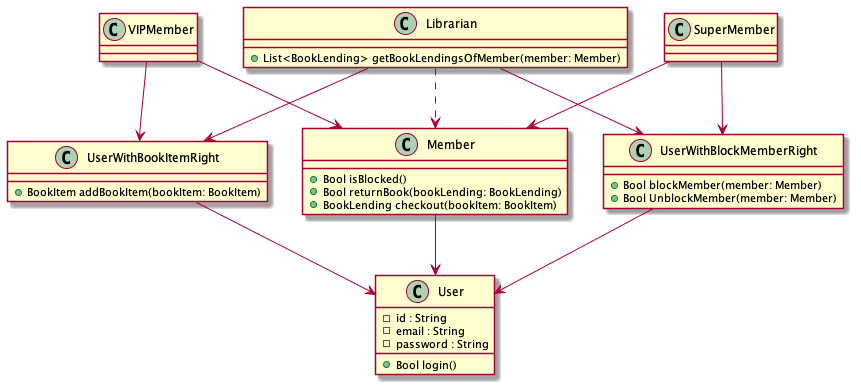 C VIPMember
C Librarian
List<BookLending> getBookLendingsOfMember(member: Member)
C SuperMember
C UserWithBookItemRight
BookItem addBookItem(bookItem: BookItem)
C Member
Bool isBlocked()
Bool returnBook(bookLending: BookLending)
BookLending checkout(bookItem: BookItem)
C UserWithBlockMemberRight
Bool blockMember(member: Member)
Bool UnblockMember(member: Member)
C User
id : String
email : String
password : String
Bool login()